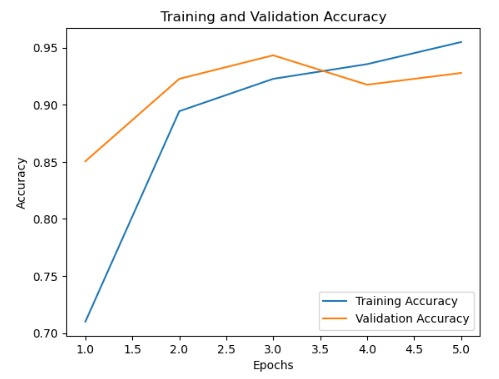 Training and Validation Accuracy
Accuracy
0.95
0.90
0.85
0.80
0.75
0.70
Training Accuracy
Validation Accuracy
1.0 1.5 2.0 2.5 3.0 3.5 4.0 4.5 5.0
Epochs